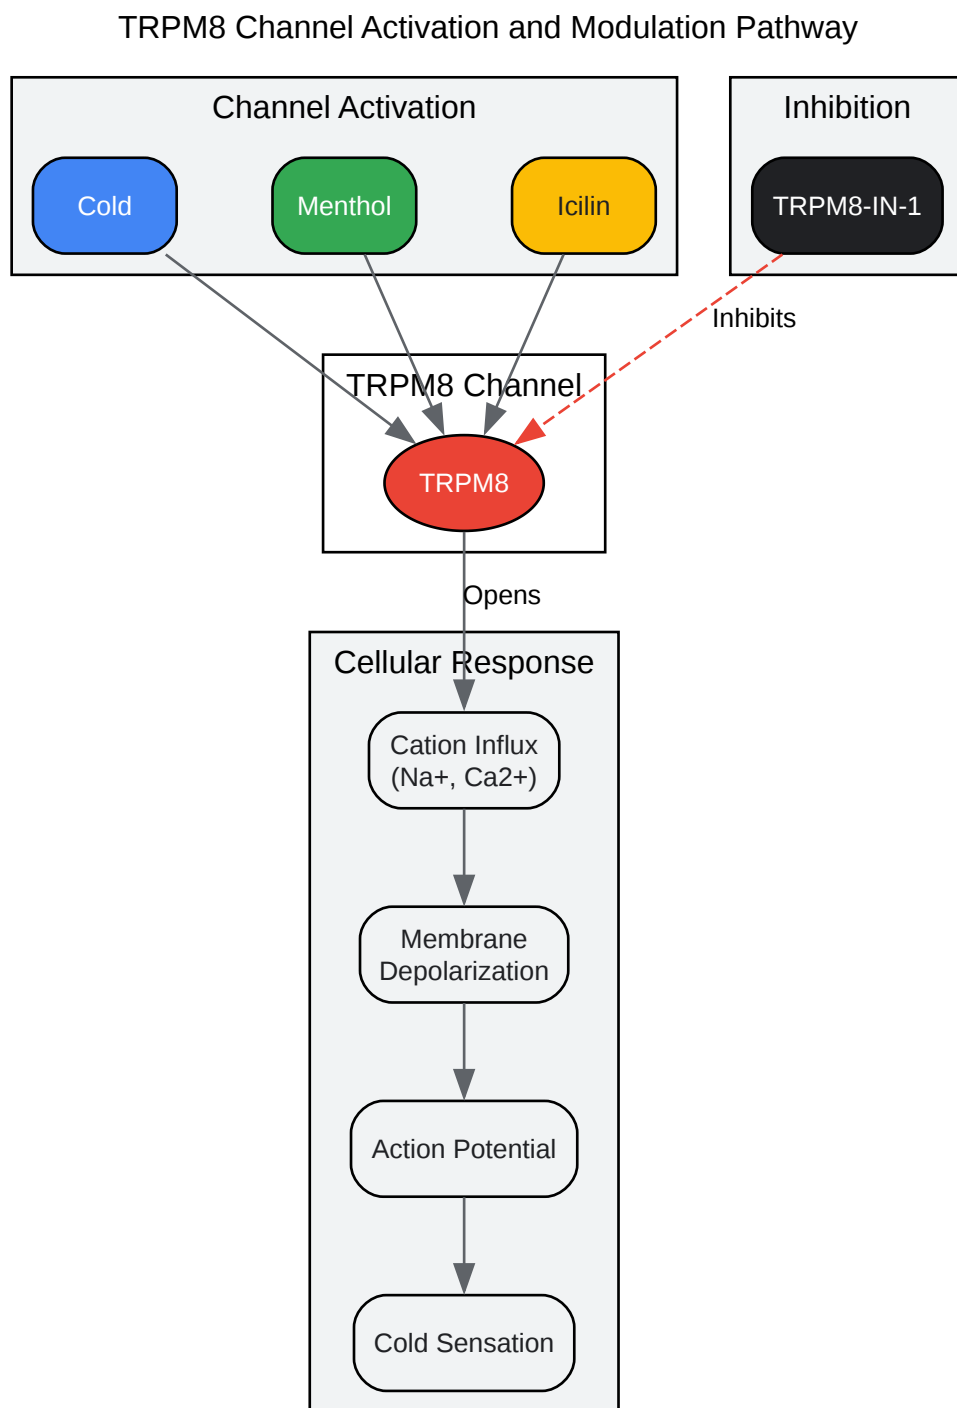 TRPM8 Channel Activation and Modulation Pathway
Channel Activation
Inhibition
Cold
Menthol
Icilin
TRPM8-IN-1
Inhibits
TRPM8 Channel
TRPM8
Opens
Cellular Response
Cation Influx
(Na+, Ca2+)
Membrane
Depolarization
Action Potential
Cold Sensation